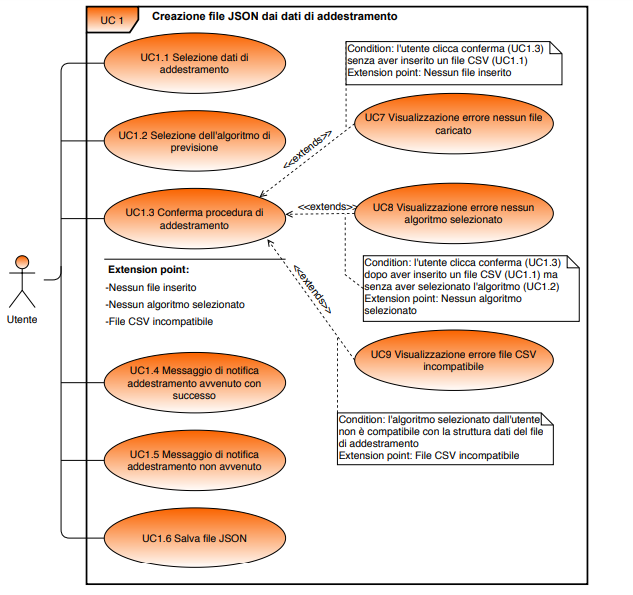 UC 1
Creazione file JSON dai dati di addestramento
UC1.1 Selezione dati di
addestramento
Condition: l'utente clicca conferma (UC1.3)
senza aver inserito un file CSV (UC1.1)
Extension point: Nessun file inserito
UC1.2 Selezione dell'algoritmo di
previsione
UC7 Visualizzazione errore nessun file
caricato
<<extends>>
UC1.3 Conferma procedura di
addestramento
<<extends>>
UC8 Visualizzazione errore nessun
algoritmo selezionato
Utente
Extension point:
-Nessun file inserito
-Nessun algoritmo selezionato
-File CSV incompatibile
<<extends>>
Condition: l'utente clicca conferma (UC1.3)
dopo aver inserito un file CSV (UC1.1) ma
senza aver selezionato l'algoritmo (UC1.2)
Extension point: Nessun algoritmo
selezionato
UC9 Visualizzazione errore file CSV
incompatibile
UC1.4 Messaggio di notifica
addestramento avvenuto con
successo
Condition: l'algoritmo selezionato dall'utente
non è compatibile con la struttura dati del file
di addestramento
Extension point: File CSV incompatibile
UC1.5 Messaggio di notifica
addestramento non avvenuto
UC1.6 Salva file JSON